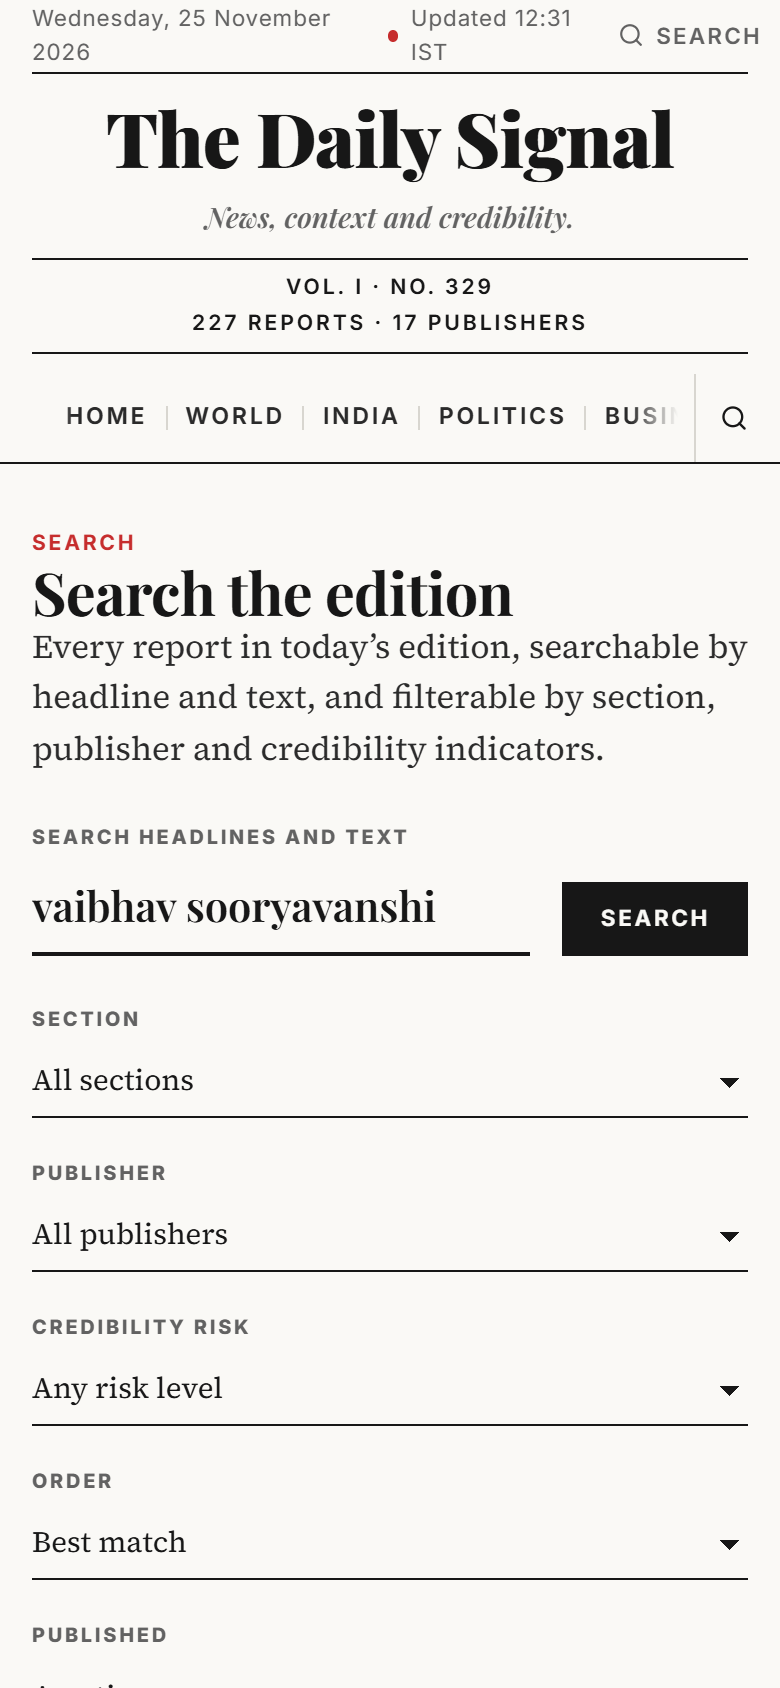 Wednesday, 25 November
2026
Updated 12:31
IST
SEARCH
The Daily Signal
News, context and credibility.
VOL. I · NO. 329
227 REPORTS · 17 PUBLISHERS
HOME WORLD INDIA POLITICS BUSIN
SEARCH
Search the edition
Every report in today’s edition, searchable by
headline and text, and filterable by section,
publisher and credibility indicators.
SEARCH HEADLINES AND TEXT
vaibhav sooryavanshi
SEARCH
SECTION
All sections
PUBLISHER
All publishers
CREDIBILITY RISK
Any risk level
ORDER
Best match
PUBLISHED